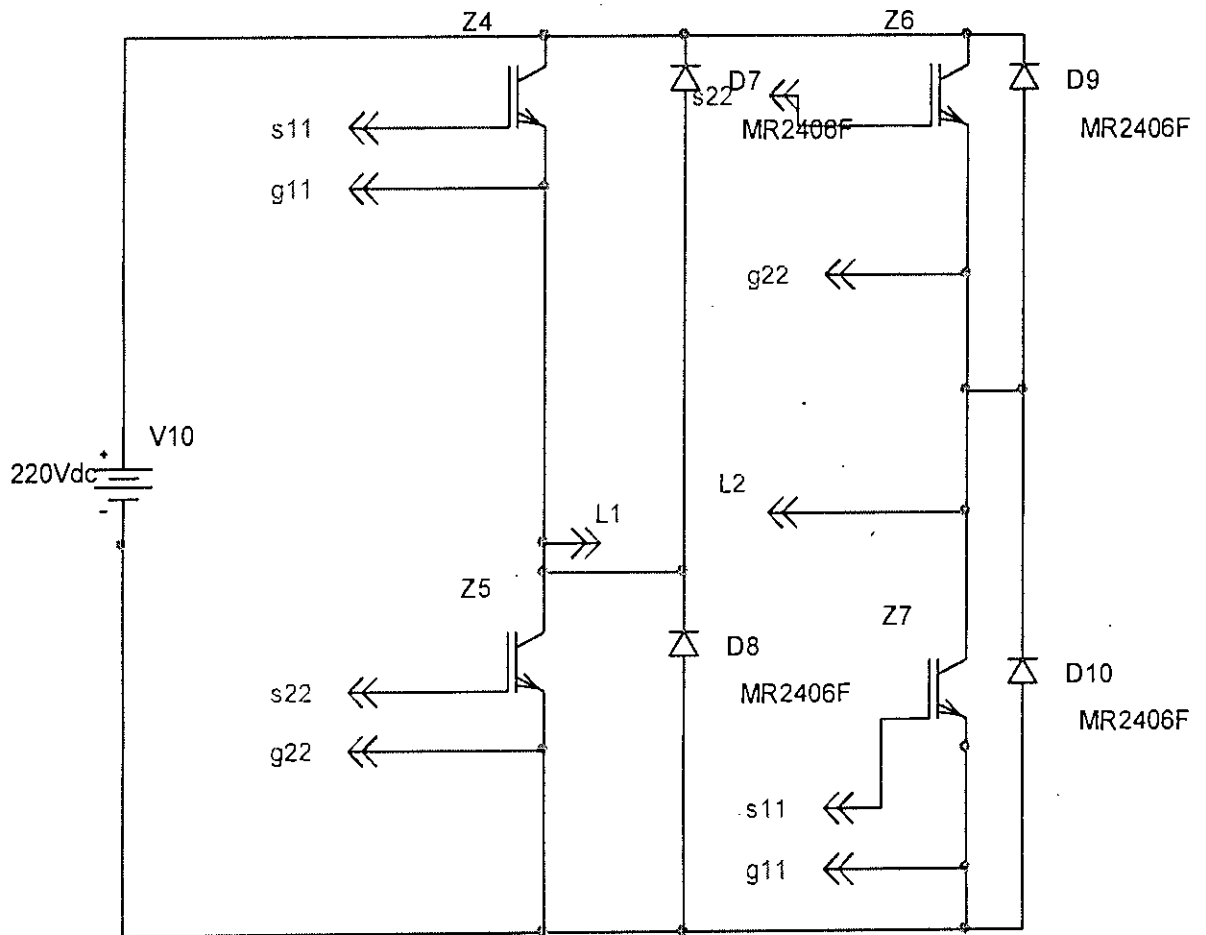 Z4
Z6
s11
g11
s22
D7
MR2406F
D9
MR2406F
g22
V10
+
220Vdc
-
L1
L2
Z5
Z7
s22
g22
D8
MR2406F
D10
MR2406F
s11
g11